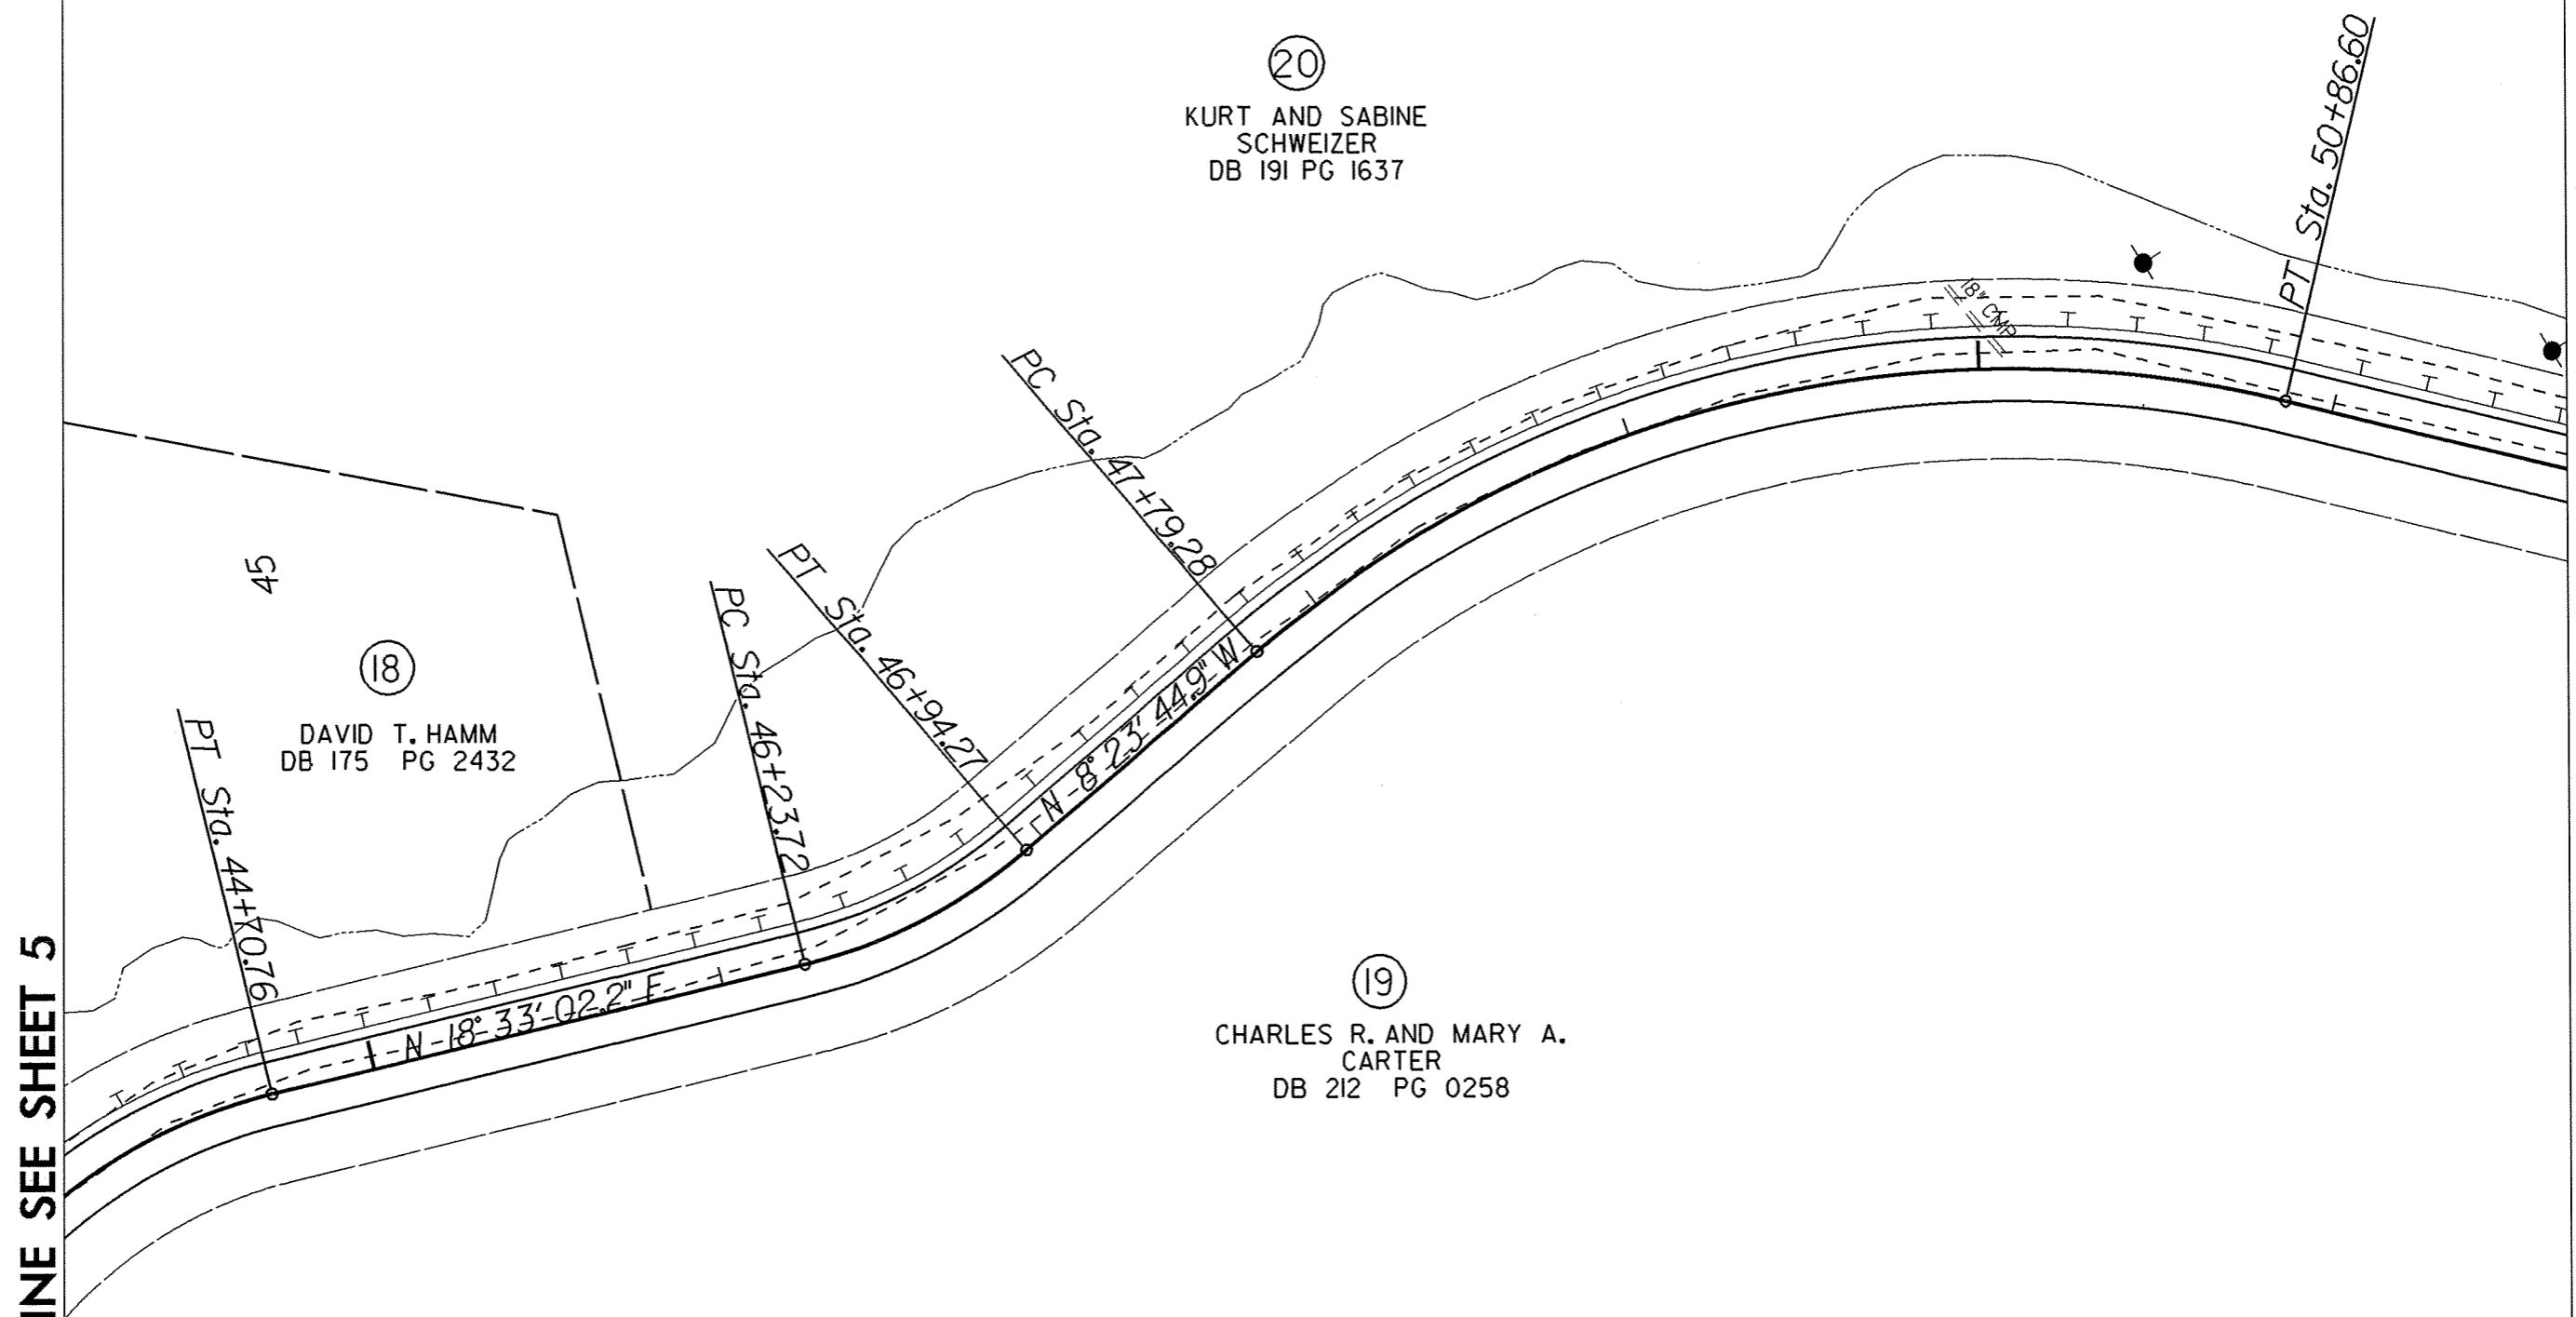 20
KURT AND SABINE
SCHWEIZER
DB 191 PG 1637
PT Sta. 50+86.60
18" CMP
PC Sta. 47+79.28
PT Sta. 46+94.27
PC Sta. 46+23.72
45
18
DAVID T. HAMM
DB 175 PG 2432
PT Sta. 44+70.76
N 8° 23' 44.9" W
N 18° 33' 02.2" E
19
CHARLES R. AND MARY A.
CARTER
DB 212 PG 0258
INE SEE SHEET 5